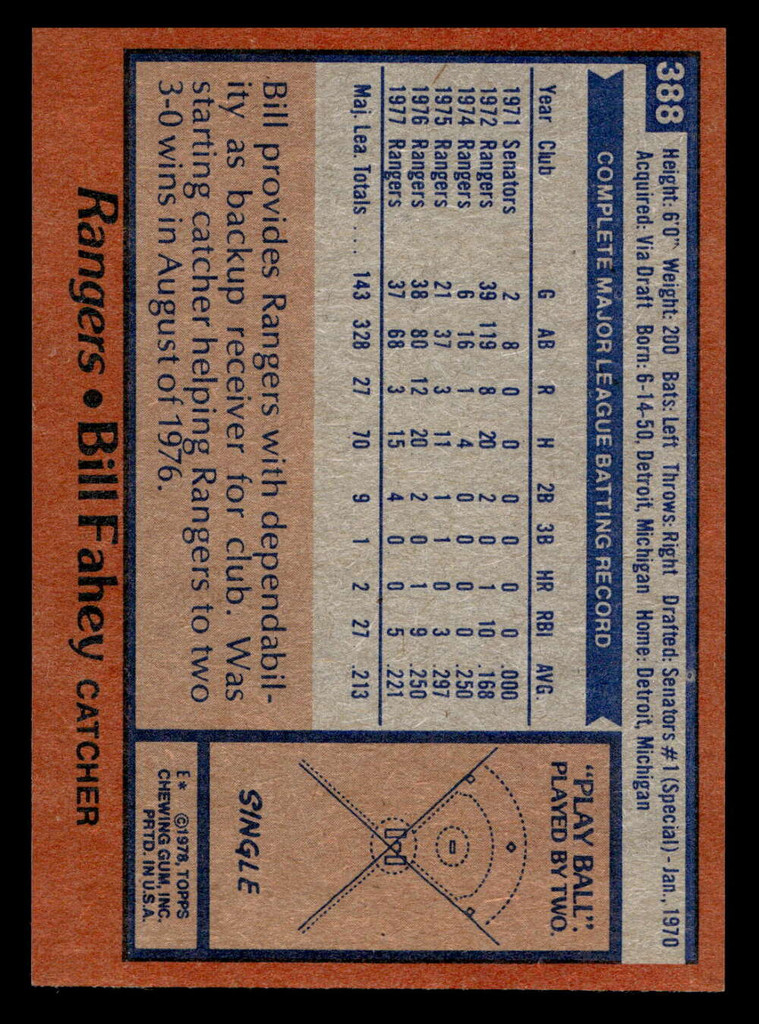 388
Height: 6'0" Weight: 200 Bats: Left Throws: Right Drafted: Senators #1 (Special) - Jan., 1970
Acquired: Via Draft Born: 6-14-50, Detroit, Michigan Home: Detroit, Michigan
COMPLETE MAJOR LEAGUE BATTING RECORD
Year Club G AB R H 2B 3B HR RBI AVG.
1971 Senators 2 8 0 0 0 0 0 0 .000
1972 Rangers 39 119 8 20 2 0 1 10 .168
1974 Rangers 6 16 1 4 0 0 0 0 .250
1975 Rangers 21 37 3 11 1 1 0 3 .297
1976 Rangers 38 80 12 20 2 0 1 9 .250
1977 Rangers 37 68 3 15 4 0 0 5 .221
Maj. Lea. Totals .... 143 328 27 70 9 1 2 27 .213
Bill provides Rangers with dependabil-
ity as backup receiver for club. Was
starting catcher helping Rangers to two
3-0 wins in August of 1976.
"PLAY BALL"
PLAYED BY TWO.
SINGLE
E* ©1978, TOPPS
CHEWING GUM, INC.
PRTD. IN U.S.A.
Rangers • Bill Fahey CATCHER